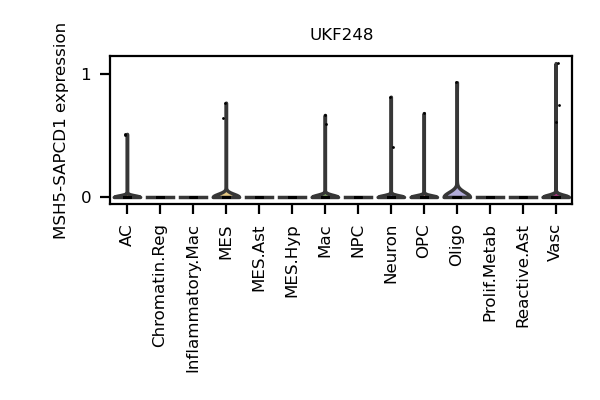 UKF248
MSH5-SAPCD1 expression
1
0
AC
Chromatin.Reg
Inflammatory.Mac
MES
MES.Ast
MES.Hyp
Mac
NPC
Neuron
OPC
Oligo
Prolif.Metab
Reactive.Ast
Vasc